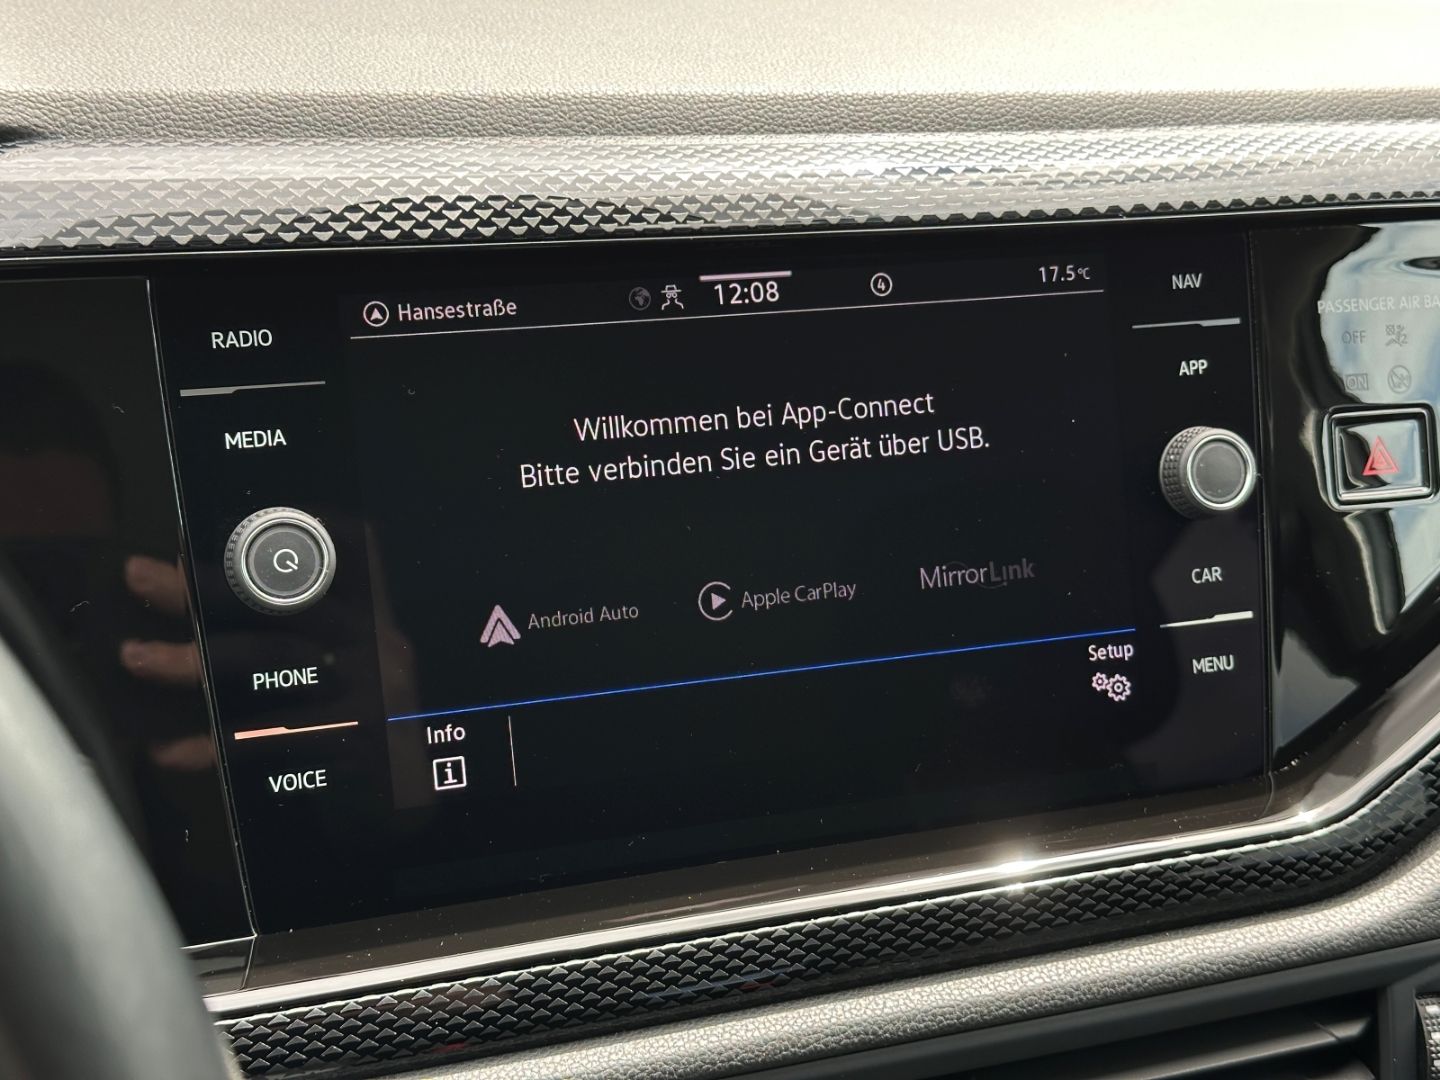 Hansestraße
12:08
4
17.5°C
RADIO
MEDIA
PHONE
VOICE
Willkommen bei App-Connect
Bitte verbinden Sie ein Gerät über USB.
Android Auto
Apple CarPlay
MirrorLink
Info
i
Setup
NAV
APP
CAR
MENU
PASSENGER AIR BA
OFF
ON